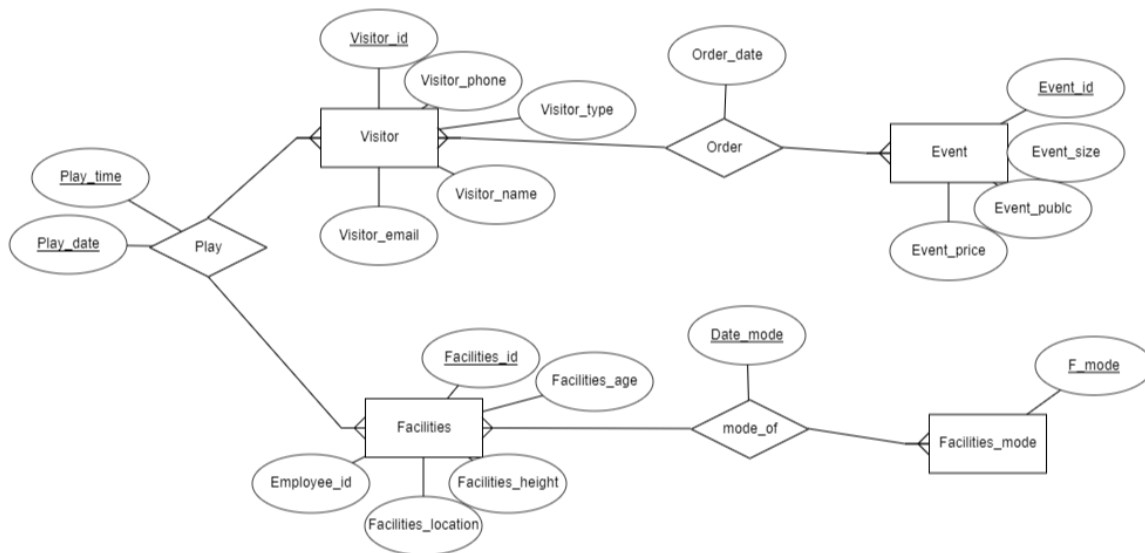 Visitor_id
Order_date
Visitor_phone
Event_id
Visitor_type
Visitor
Order
Event
Event_size
Play_time
Visitor_name
Event_publc
Visitor_email
Play_date
Play
Event_price
Date_mode
Facilities_id
F_mode
Facilities_age
Facilities
mode_of
Facilities_mode
Employee_id
Facilities_height
Facilities_location